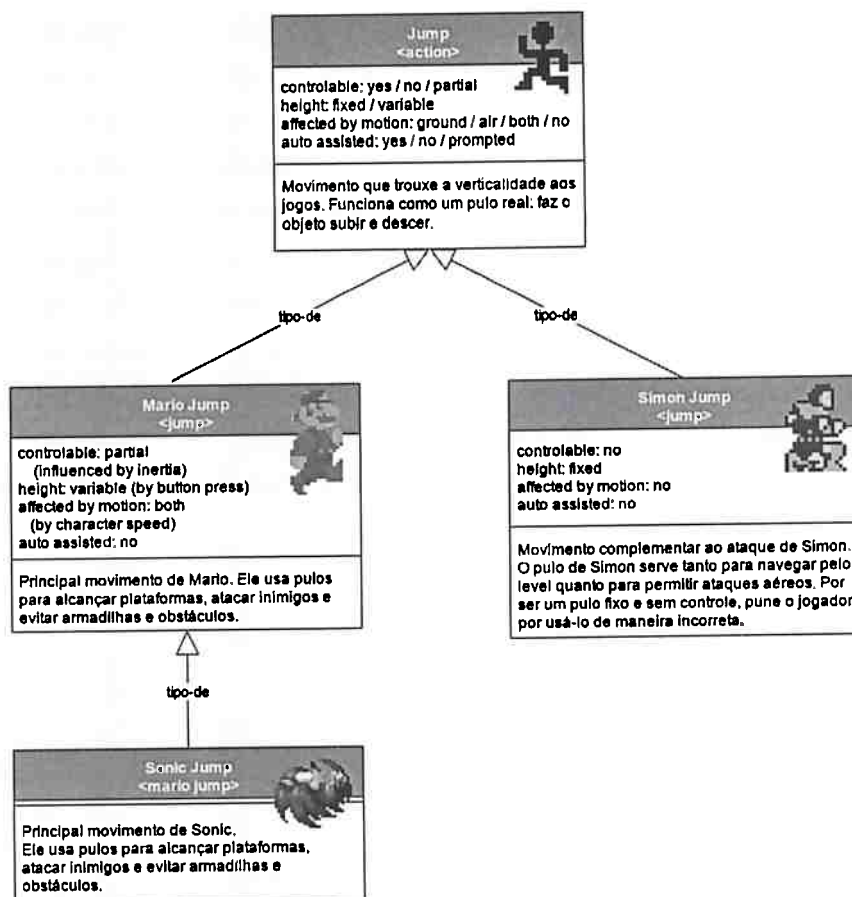 Jump
<action>
controlable: yes / no / partial
height: fixed / variable
affected by motion: ground / air / both / no
auto assisted: yes / no / prompted
Movimento que trouxe a verticalidade aos
jogos. Funciona como um pulo real: faz o
objeto subir e descer.
tipo-de
tipo-de
Mario Jump
<jump>
controlable: partial
(influenced by inertia)
height: variable (by button press)
affected by motion: both
(by character speed)
auto assisted: no
Principal movimento de Mario. Ele usa pulos
para alcançar plataformas, atacar inimigos e
evitar armadilhas e obstáculos.
Simon Jump
<jump>
controlable: no
height: fixed
affected by motion: no
auto assisted: no
Movimento complementar ao ataque de Simon.
O pulo de Simon serve tanto para navegar pelo
level quanto para permitir ataques aéreos. Por
ser um pulo fixo e sem controle, pune o jogador
por usá-lo de maneira incorreta.
tipo-de
Sonic Jump
<mario jump>
Principal movimento de Sonic.
Ele usa pulos para alcançar plataformas,
atacar inimigos e evitar armadilhas e
obstáculos.